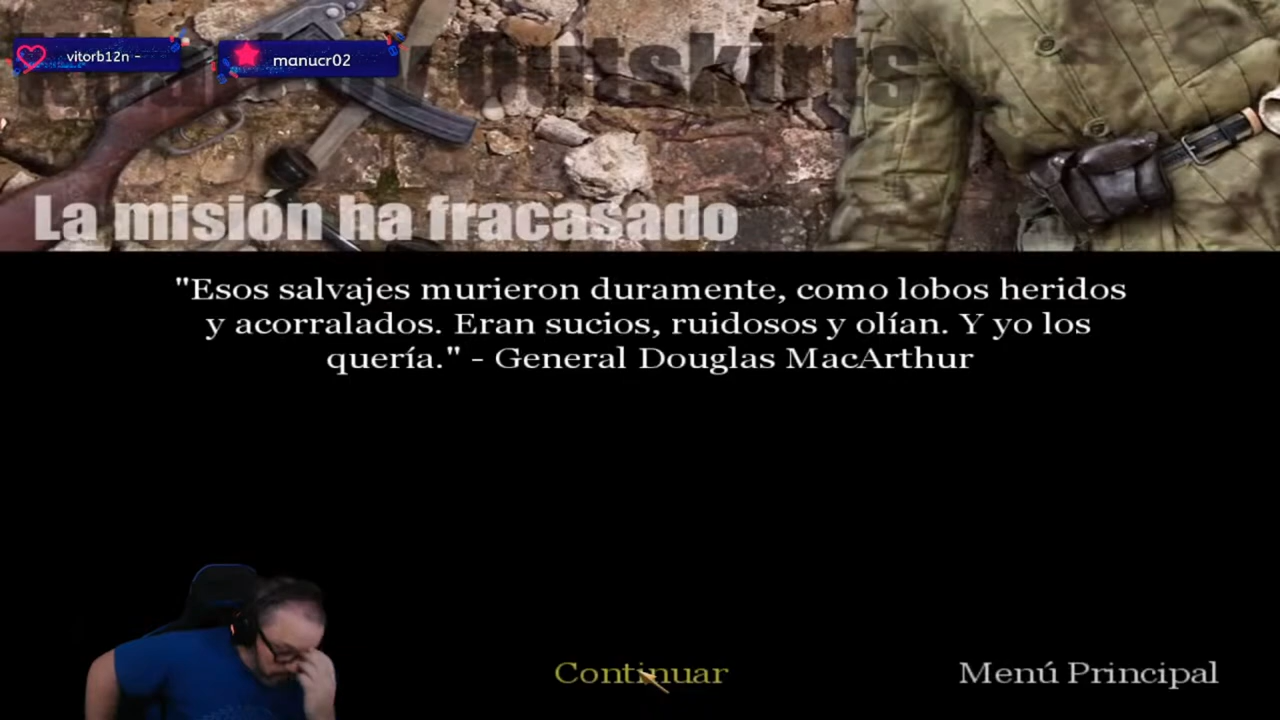 vitorb12n -
manucr02
Outskirts
La misión ha fracasado
"Esos salvajes murieron duramente, como lobos heridos
y acorralados. Eran sucios, ruidosos y olían. Y yo los
quería." - General Douglas MacArthur
Continuar
Menú Principal